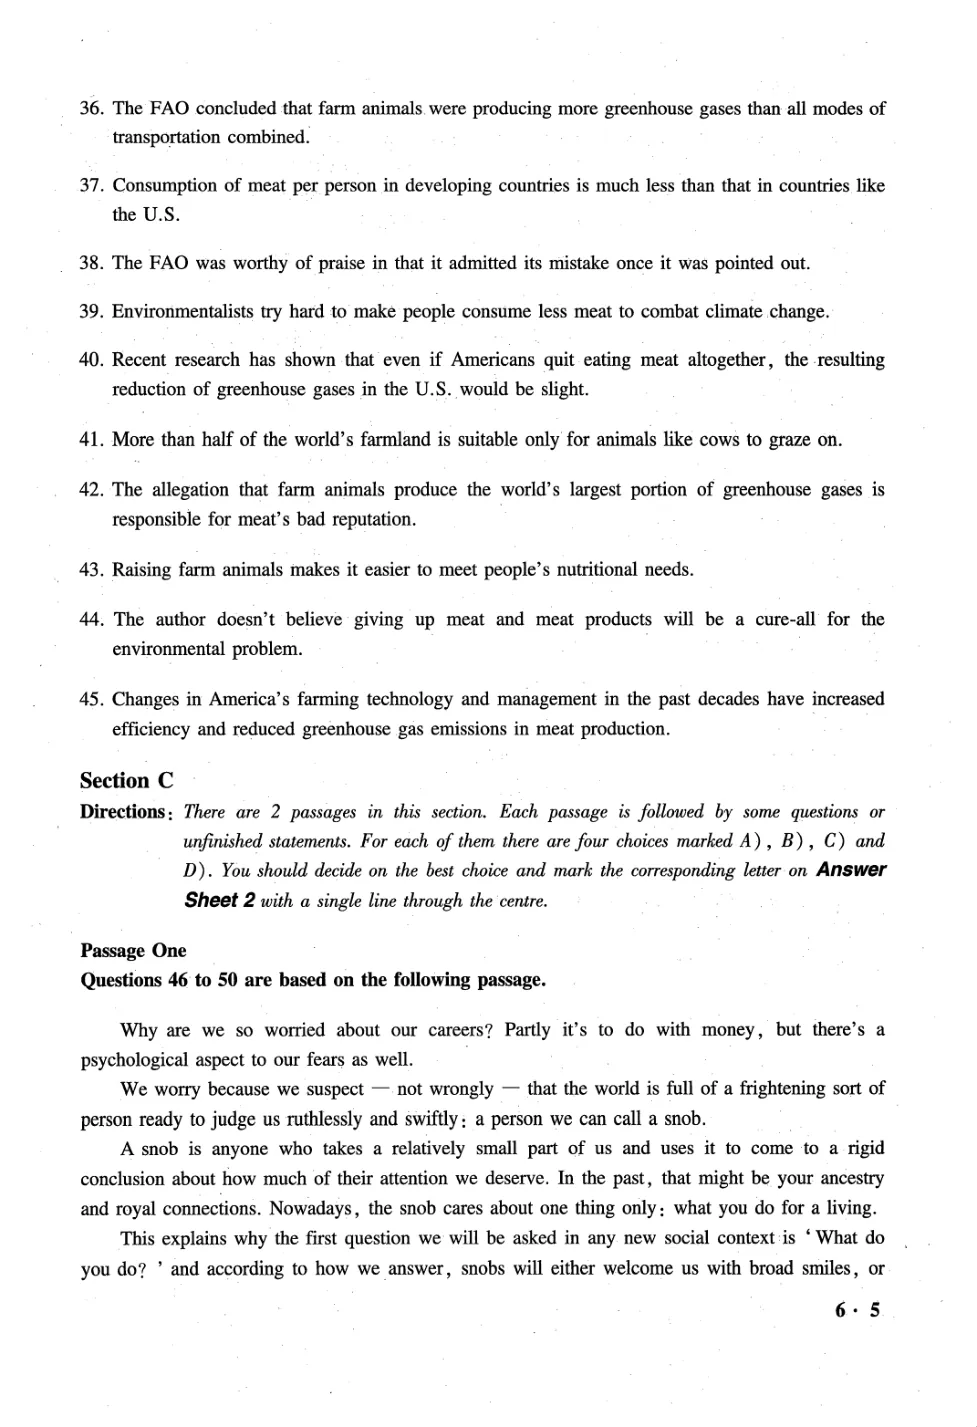 36. The FAO concluded that farm animals were producing more greenhouse gases than all modes of
transportation combined.
37. Consumption of meat per person in developing countries is much less than that in countries like
the U.S.
38. The FAO was worthy of praise in that it admitted its mistake once it was pointed out.
39. Environmentalists try hard to make people consume less meat to combat climate change.
40. Recent research has shown that even if Americans quit eating meat altogether, the resulting
reduction of greenhouse gases in the U.S. would be slight.
41. More than half of the world's farmland is suitable only for animals like cows to graze on.
42. The allegation that farm animals produce the world's largest portion of greenhouse gases is
responsible for meat's bad reputation.
43. Raising farm animals makes it easier to meet people's nutritional needs.
44. The author doesn't believe giving up meat and meat products will be a cure-all for the
environmental problem.
45. Changes in America's farming technology and management in the past decades have increased
efficiency and reduced greenhouse gas emissions in meat production.
Section C
Directions: There are 2 passages in this section. Each passage is followed by some questions or
unfinished statements. For each of them there are four choices marked A), B), C) and
D). You should decide on the best choice and mark the corresponding letter on Answer
Sheet 2 with a single line through the centre.
Passage One
Questions 46 to 50 are based on the following passage.
Why are we so worried about our careers? Partly it's to do with money, but there's a
psychological aspect to our fears as well.
We worry because we suspect — not wrongly — that the world is full of a frightening sort of
person ready to judge us ruthlessly and swiftly: a person we can call a snob.
A snob is anyone who takes a relatively small part of us and uses it to come to a rigid
conclusion about how much of their attention we deserve. In the past, that might be your ancestry
and royal connections. Nowadays, the snob cares about one thing only: what you do for a living.
This explains why the first question we will be asked in any new social context is ‘What do
you do?’ and according to how we answer, snobs will either welcome us with broad smiles, or
6·5